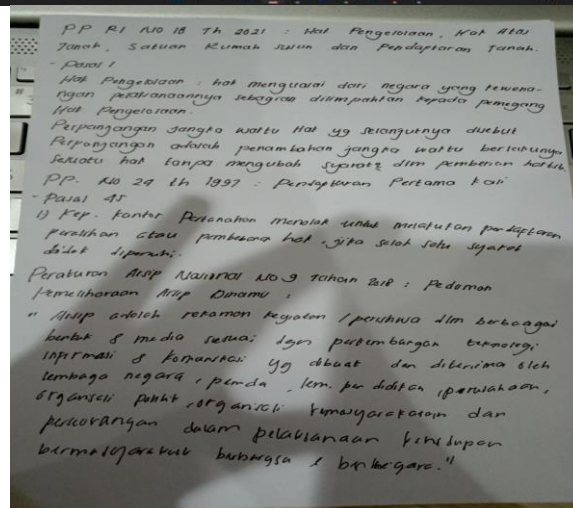 PP RI No 18 Th 2021 : Hak Pengelolaan, Hak Atas
Tanah, Satuan Rumah Susun dan Pendaftaran Tanah.
- Pasal 1
Hak Pengelolaan : hak menguasai dari negara yang kewena-
ngan pelaksanaannya sebagian dilimpahkan kepada pemegang
Hak Pengelolaan.
Perpanjangan Jangka Waktu Hak yg selanjutnya disebut
Perpanjangan adalah penambahan jangka waktu berlakunya
sesuatu hak tanpa mengubah syarat2 dlm pemberian hak tsb.
PP. No 24 th 1997 : Pendaftaran Pertama Kali
- Pasal 45
1) Kep. Kantor Pertanahan menolak untuk melakukan pendaftaran
peralihan atau pembebanan hak, jika salah satu syarat
tidak dipenuhi.
Peraturan Arsip Nasional No 9 Tahun 2018 : Pedoman
Pemeliharaan Arsip Dinamis ;
" Arsip adalah rekaman kegiatan / peristiwa dlm berbagai
bentuk & media sesuai dgn perkembangan teknologi
informasi & komunikasi yg dibuat dan diterima oleh
lembaga negara, pemda, lem. pendidikan, perusahaan,
organisasi politik, organisasi kemasyarakatan dan
perseorangan dalam pelaksanaan kehidupan
bermasyarakat berbangsa & bernegara."